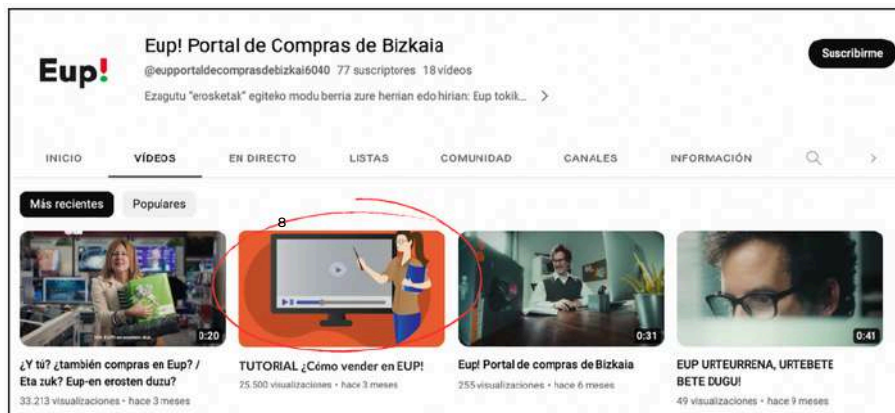 Eup!
Eup! Portal de Compras de Bizkaia
@eupportaldecomprasdebizkai6040 77 suscriptores 18 vídeos
Ezagutu "erosketak" egiteko modu berria zure herrian edo hirian: Eup tokik... >
Suscribirme
INICIO VÍDEOS EN DIRECTO LISTAS COMUNIDAD CANALES INFORMACIÓN >
Más recientes Populares
8
0:20
0:31
0:41
¿Y tú? ¿también compras en Eup? /
Eta zuk? Eup-en erosten duzu?
33.213 visualizaciones • hace 3 meses
TUTORIAL ¿Cómo vender en EUP!
25.500 visualizaciones • hace 3 meses
Eup! Portal de compras de Bizkaia
255 visualizaciones • hace 6 meses
EUP URTEURRENA, URTEBETE
BETE DUGU!
49 visualizaciones • hace 9 meses